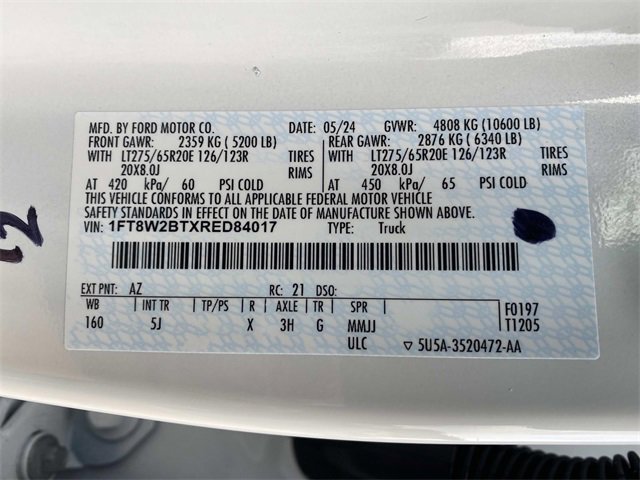 MFD. BY FORD MOTOR CO. DATE: 05/24 GVWR: 4808 KG (10600 LB)
FRONT GAWR: 2359 KG ( 5200 LB) REAR GAWR: 2876 KG ( 6340 LB)
WITH LT275/65R20E 126/123R TIRES WITH LT275/65R20E 126/123R TIRES
20X8.0J RIMS 20X8.0J RIMS
AT 420 kPa/ 60 PSI COLD AT 450 kPa/ 65 PSI COLD
THIS VEHICLE CONFORMS TO ALL APPLICABLE FEDERAL MOTOR VEHICLE
SAFETY STANDARDS IN EFFECT ON THE DATE OF MANUFACTURE SHOWN ABOVE.
VIN: 1FT8W2BTXRED84017 TYPE: Truck
EXT PNT: AZ RC: 21 DSO:
WB INT TR TP/PS R AXLE TR SPR F0197
160 5J X 3H G MMJJ T1205
ULC ▽ 5U5A-3520472-AA